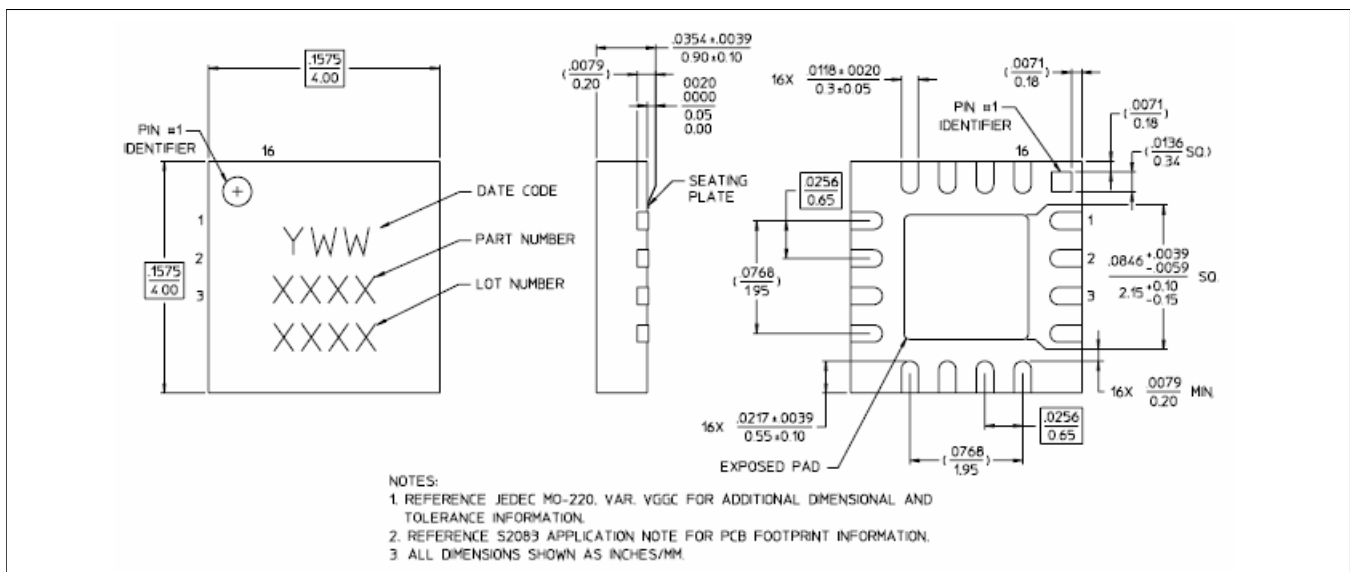 .1575
4.00
PIN #1
IDENTIFIER
16
.1575
4.00
1
2
3
DATE CODE
YWW
PART NUMBER
XXXX
LOT NUMBER
XXXX
.0354±.0039
0.90±0.10
(.0079
0.20)
0020
0000
0.05
0.00
SEATING
PLATE
16X .0118±0020
0.3±0.05
(.0071
0.18)
PIN #1
IDENTIFIER
16
(.0071
0.18)
(.0136
0.34 SQ.)
.0256
0.65
(.0768
1.95)
1
2
3
.0846 +.0039
-.0059
2.15 +0.10
-0.15
SQ.
16X .0079
0.20 MIN.
16X .0217±.0039
0.55±0.10
.0256
0.65
(.0768
1.95)
EXPOSED PAD
NOTES:
1. REFERENCE JEDEC MO-220, VAR. VGGC FOR ADDITIONAL DIMENSIONAL AND
TOLERANCE INFORMATION.
2. REFERENCE S2083 APPLICATION NOTE FOR PCB FOOTPRINT INFORMATION.
3 ALL DIMENSIONS SHOWN AS INCHES/MM.